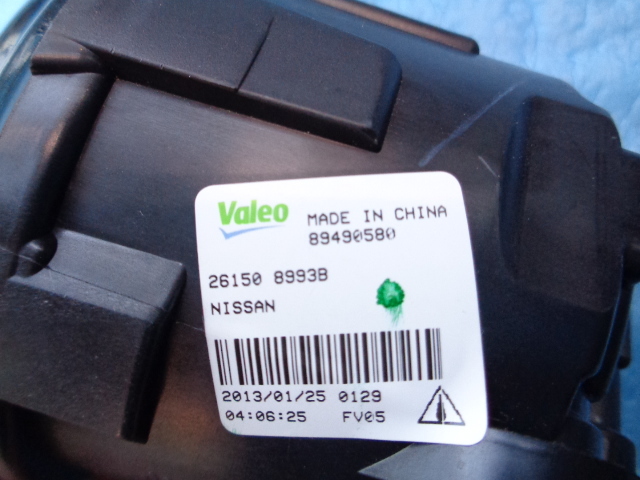 Valeo MADE IN CHINA
89490580
26150 8993B
NISSAN
2013/01/25 0129
04:06:25 FV05